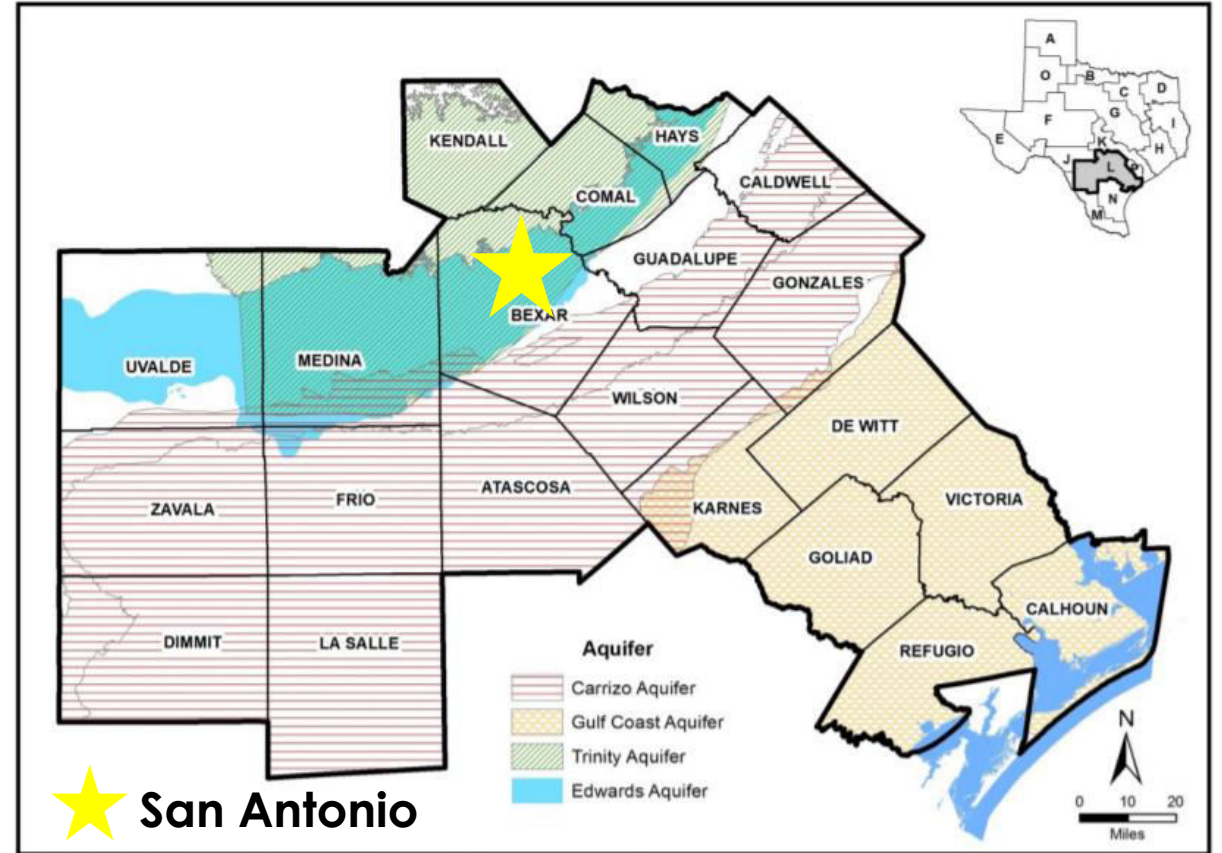 A
O
B
C
D
F
G
I
E
K
H
J
L
P
N
M
KENDALL
HAYS
COMAL
CALDWELL
GUADALUPE
GONZALES
BEXAR
UVALDE
MEDINA
WILSON
DE WITT
ZAVALA
FRIO
ATASCOSA
KARNES
VICTORIA
GOLIAD
CALHOUN
DIMMIT
LA SALLE
REFUGIO
Aquifer
Carrizo Aquifer
Gulf Coast Aquifer
Trinity Aquifer
Edwards Aquifer
San Antonio
N
0 10 20
Miles